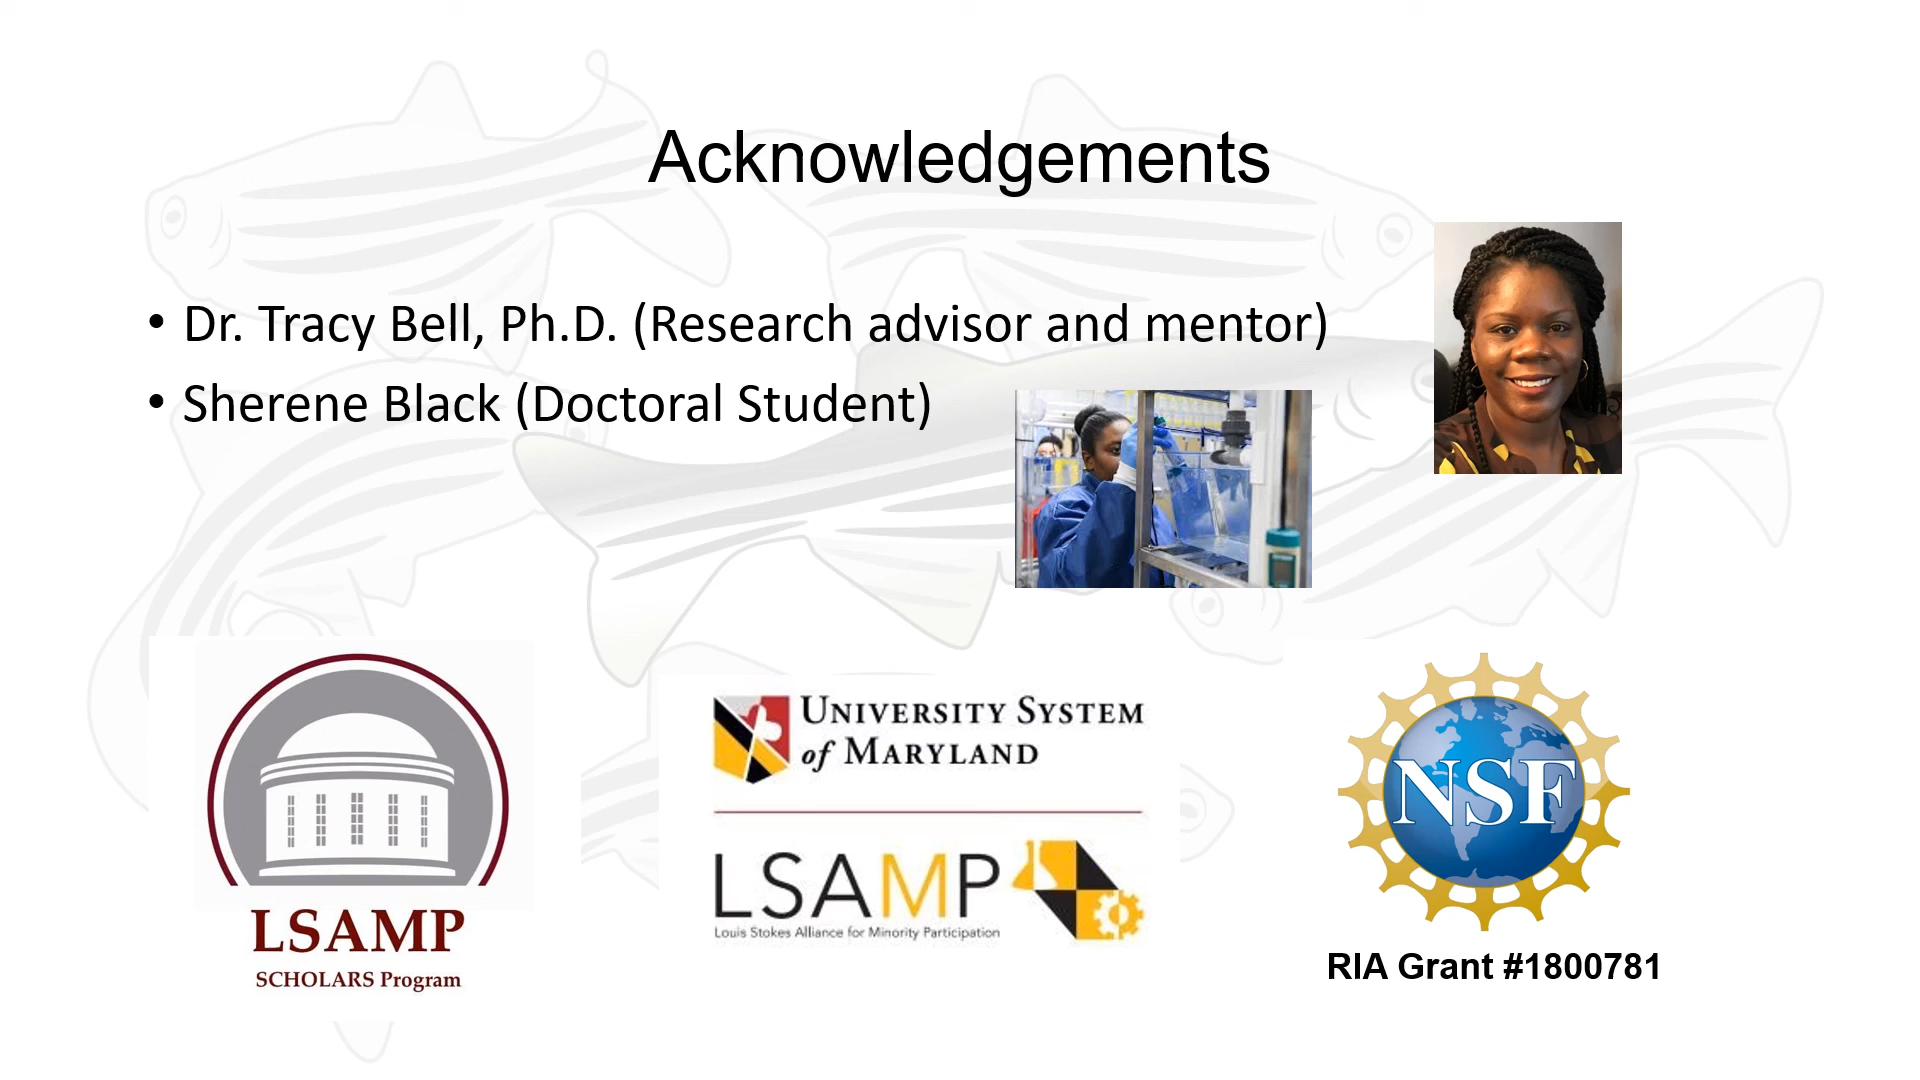 Acknowledgements
• Dr. Tracy Bell, Ph.D. (Research advisor and mentor)
• Sherene Black (Doctoral Student)
LSAMP
SCHOLARS Program
UNIVERSITY SYSTEM
of MARYLAND
LSAMP
Louis Stokes Alliance for Minority Participation
NSF
RIA Grant #1800781